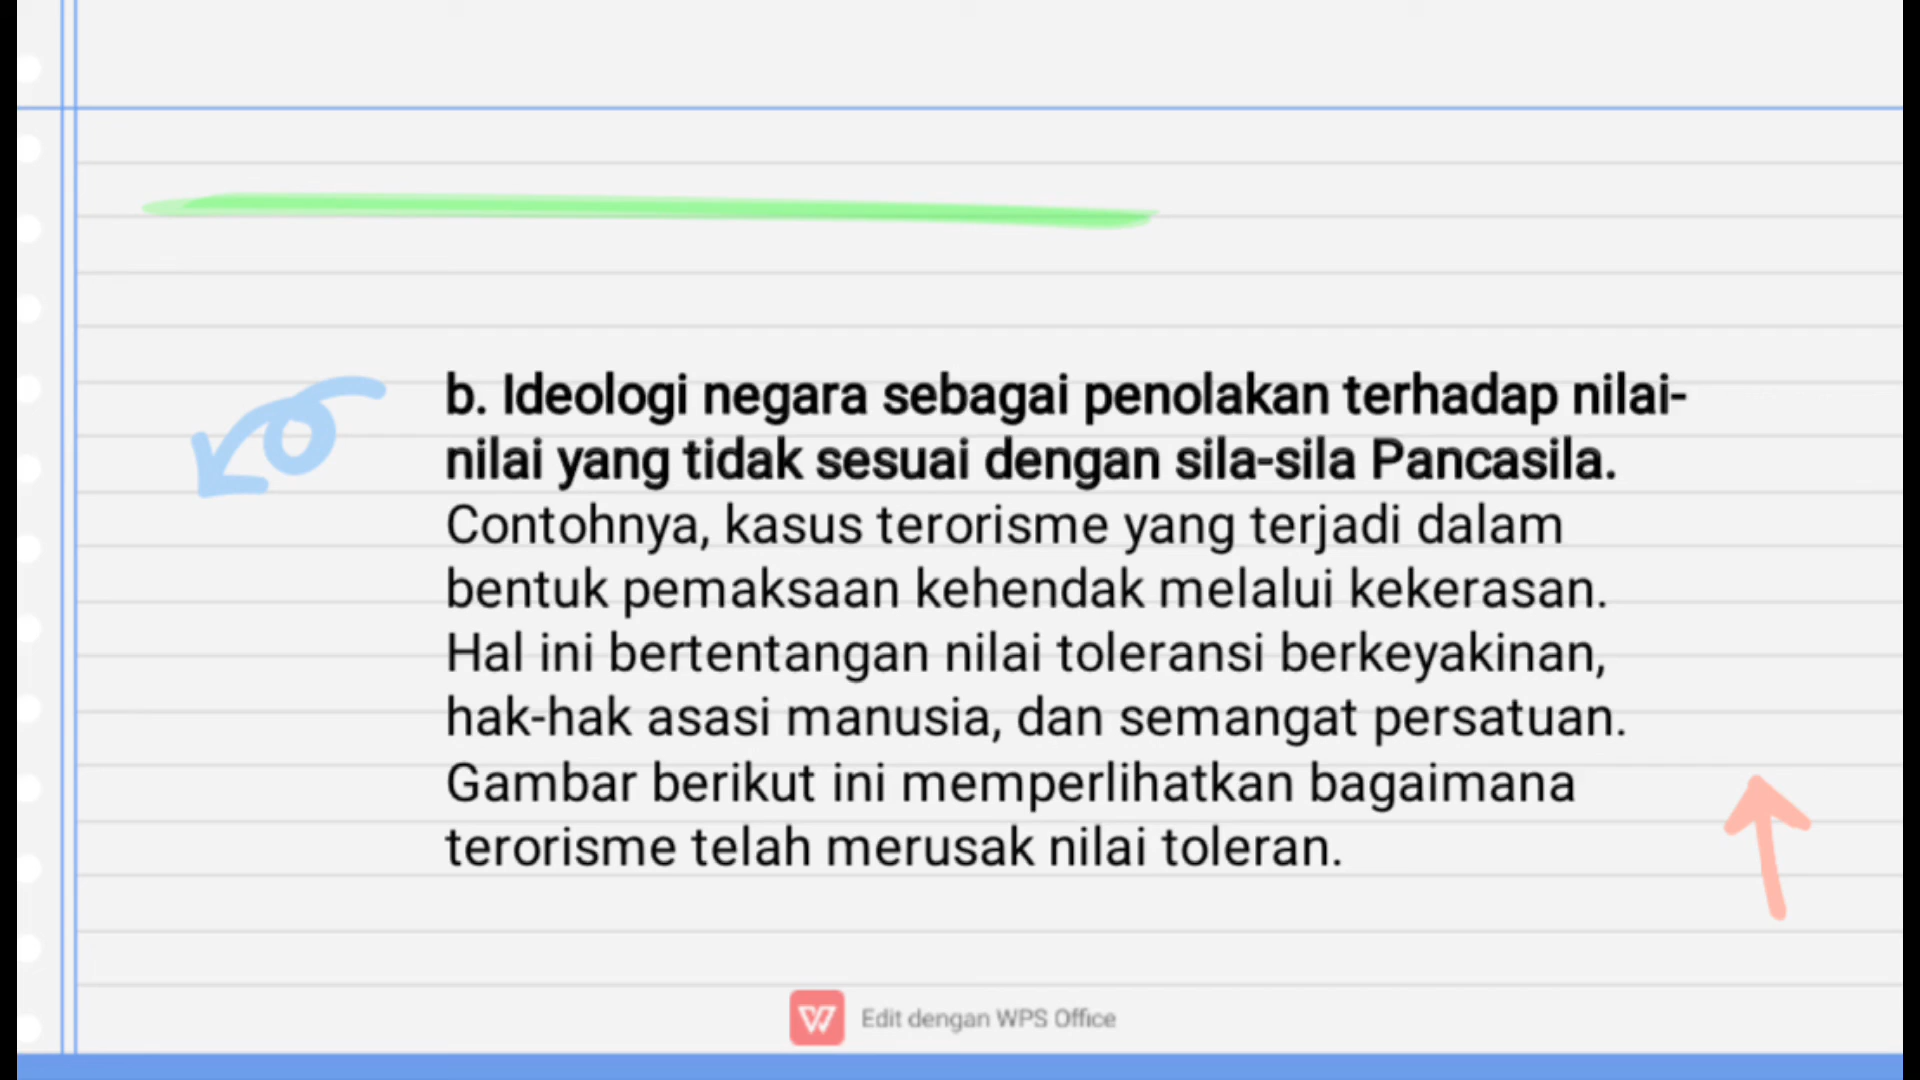 b. Ideologi negara sebagai penolakan terhadap nilai-
nilai yang tidak sesuai dengan sila-sila Pancasila.
Contohnya, kasus terorisme yang terjadi dalam
bentuk pemaksaan kehendak melalui kekerasan.
Hal ini bertentangan nilai toleransi berkeyakinan,
hak-hak asasi manusia, dan semangat persatuan.
Gambar berikut ini memperlihatkan bagaimana
terorisme telah merusak nilai toleran.
Edit dengan WPS Office